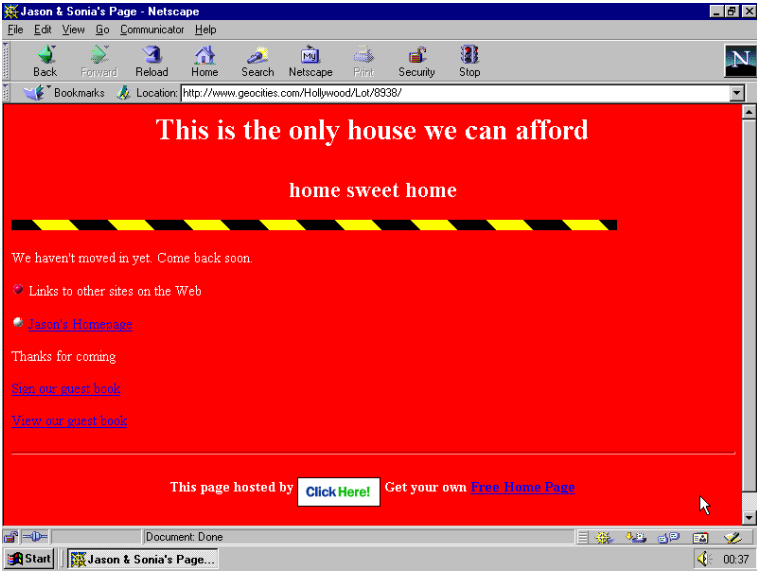 Jason & Sonia's Page - Netscape
File Edit View Go Communicator Help
Back Forward Reload Home Search Netscape Print Security Stop
My
N
Bookmarks Location: http://www.geocities.com/Hollywood/Lot/8938/
This is the only house we can afford
home sweet home
We haven't moved in yet. Come back soon.
Links to other sites on the Web
Jason's Homepage
Thanks for coming
Sign our guest book
View our guest book
This page hosted by Click Here! Get your own Free Home Page
Document: Done
Start Jason & Sonia's Page... 00:37